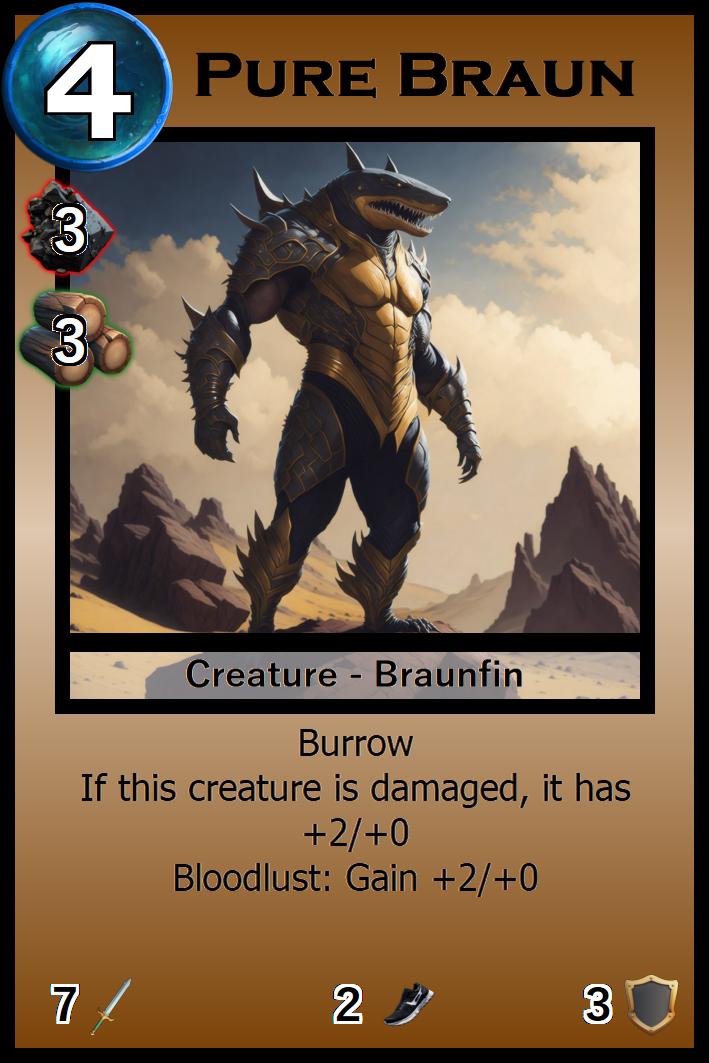 4
Pure Braun
3
3
Creature - Braunfin
Burrow
If this creature is damaged, it has
+2/+0
Bloodlust: Gain +2/+0
7 2 3